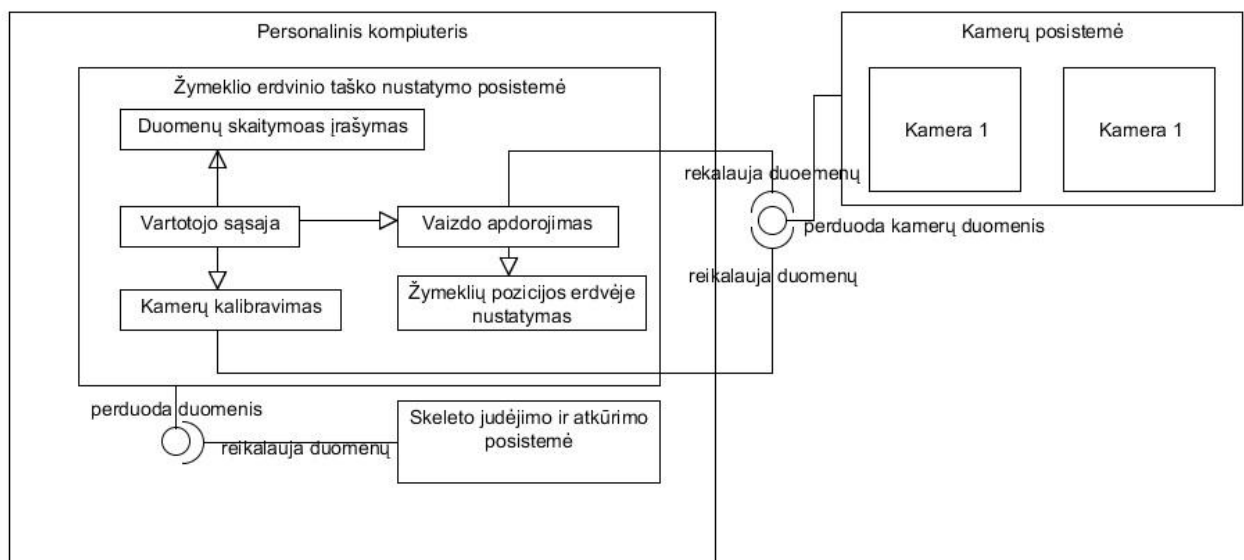 Personalinis kompiuteris
Kamerų posistemė
Žymeklio erdvinio taško nustatymo posistemė
Duomenų skaitymoas įrašymas
Kamera 1
Kamera 1
rekalauja duoemenų
Vartotojo sąsaja
Vaizdo apdorojimas
perduoda kamerų duomenis
reikalauja duomenų
Kamerų kalibravimas
Žymeklių pozicijos erdvėje
nustatymas
perduoda duomenis
Skeleto judėjimo ir atkūrimo
posistemė
reikalauja duomenų